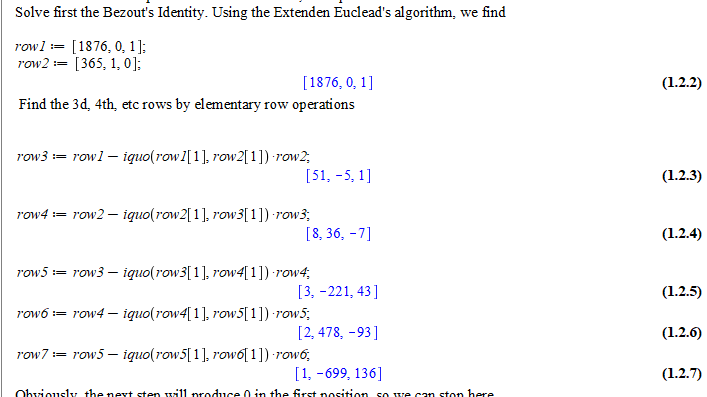 Solve first the Bezout's Identity. Using the Extenden Euclead's algorithm, we find
row1 := [1876, 0, 1];
row2 := [365, 1, 0];
[1876, 0, 1] (1.2.2)
Find the 3d, 4th, etc rows by elementary row operations
row3 := row1 − iquo(row1[1], row2[1])·row2;
[51, −5, 1] (1.2.3)
row4 := row2 − iquo(row2[1], row3[1])·row3;
[8, 36, −7] (1.2.4)
row5 := row3 − iquo(row3[1], row4[1])·row4;
[3, −221, 43] (1.2.5)
row6 := row4 − iquo(row4[1], row5[1])·row5;
[2, 478, −93] (1.2.6)
row7 := row5 − iquo(row5[1], row6[1])·row6;
[1, −699, 136] (1.2.7)
Obviously, the next step will produce 0 in the first position, so we can stop here